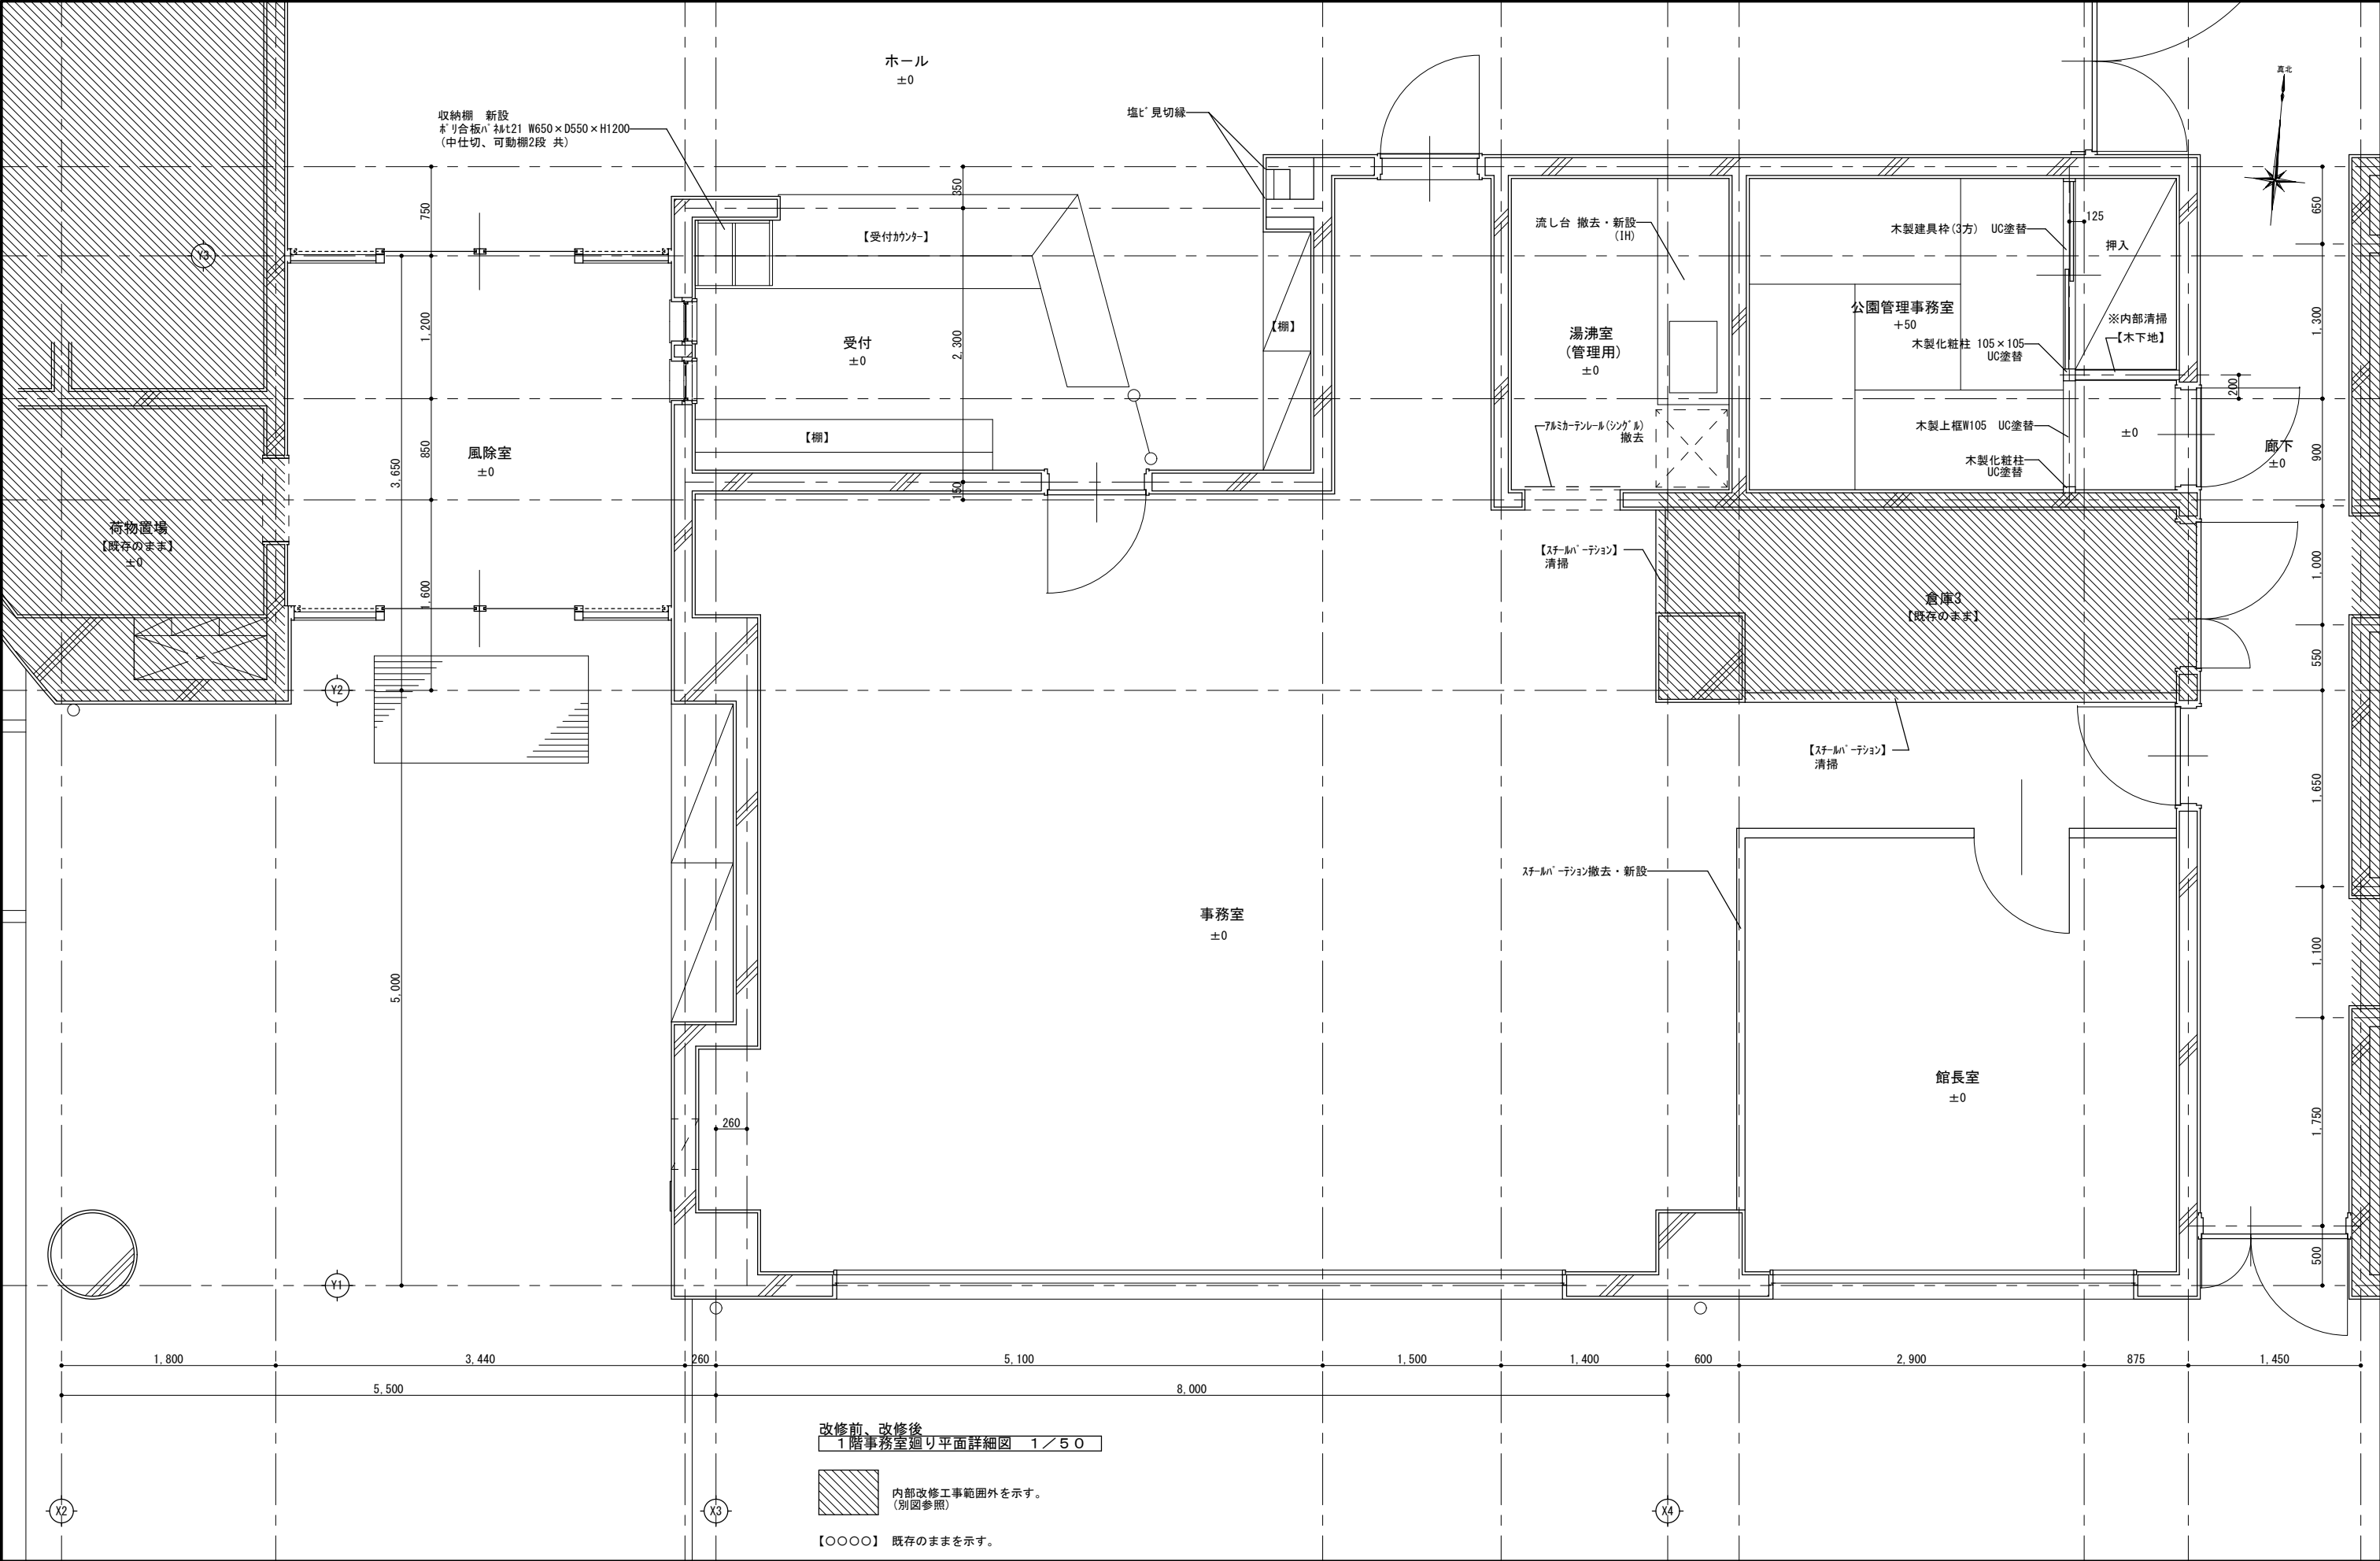 ホール
±0
真北
収納棚　新設
ﾎﾟﾘ合板ﾊﾟﾈﾙt21 W650×D550×H1200
(中仕切、可動棚2段 共)
塩ﾋﾞ見切縁
750
350
650
125
流し台 撤去・新設
(IH)
木製建具枠(3方)　UC塗替
押入
【受付ｶｳﾝﾀｰ】
Y3
1,200
2,300
1,300
受付
±0
【棚】
湯沸室
(管理用)
±0
公園管理事務室
+50
※内部清掃
【木下地】
木製化粧柱 105×105
UC塗替
200
【棚】
ｱﾙﾐｶｰﾃﾝﾚｰﾙ(ｼﾝｸﾞﾙ)
撤去
木製上框W105　UC塗替
±0
廊下
±0
木製化粧柱
UC塗替
900
風除室
±0
850
3,650
150
荷物置場
【既存のまま】
±0
1,600
【ｽﾁｰﾙﾊﾟｰﾃｼｮﾝ】
清掃
倉庫3
【既存のまま】
1,000
550
Y2
【ｽﾁｰﾙﾊﾟｰﾃｼｮﾝ】
清掃
1,650
ｽﾁｰﾙﾊﾟｰﾃｼｮﾝ撤去・新設
事務室
±0
5,000
1,100
館長室
±0
260
1,750
500
Y1
1,800
3,440
260
5,100
1,500
1,400
600
2,900
875
1,450
5,500
8,000
改修前、改修後
１階事務室廻り平面詳細図　１／５０
内部改修工事範囲外を示す。
(別図参照)
X2
X3
X4
【○○○○】 既存のままを示す。